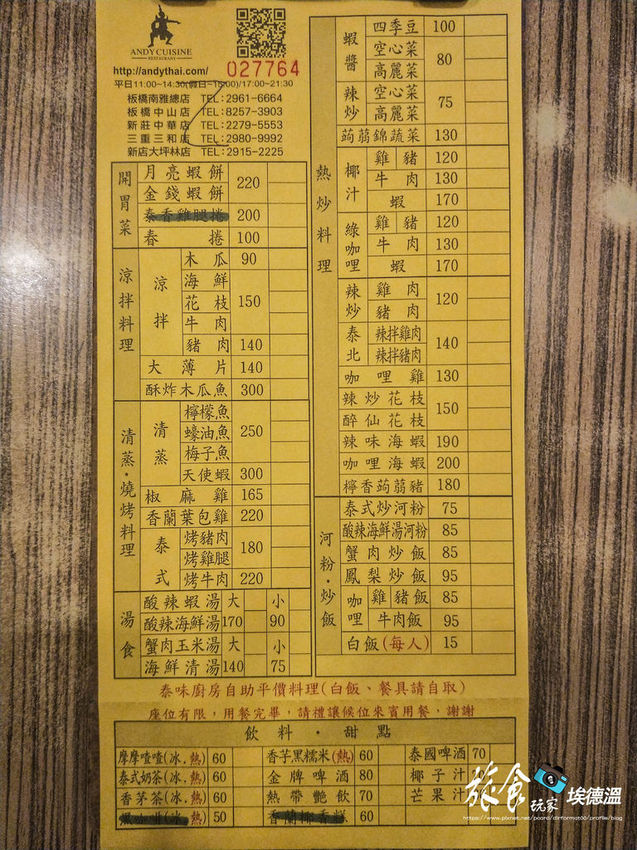 ANDY CUISINE
RESTAURANT
http://andythai.com/ 027764
平日11:00~14:30(假日~15:00)/17:00~21:30
板橋南雅總店 TEL:2961-6664
板橋中山店 TEL:8257-3903
新莊中華店 TEL:2279-5553
三重三和店 TEL:2980-9992
新店大坪林店 TEL:2915-2225
開胃菜
月亮蝦餅
金錢蝦餅 220
泰香雞腿捲 200
春捲 100
涼拌料理
涼拌
木瓜 90
海鮮
花枝 150
牛肉
豬肉 140
大薄片 140
酥炸木瓜魚 300
清蒸·燒烤料理
清蒸
檸檬魚
蠔油魚 250
梅子魚
天使蝦 300
椒麻雞 165
香蘭葉包雞 220
泰式
烤豬肉
烤雞腿 180
烤牛肉 220
湯食
酸辣蝦湯 大 小
酸辣海鮮湯 170 90
蟹肉玉米湯 大 小
海鮮清湯 140 75
熱炒料理
蝦醬
四季豆 100
空心菜
高麗菜 80
辣炒
空心菜
高麗菜 75
蒟蒻錦蔬菜 130
椰汁
雞豬 120
牛肉 130
蝦 170
綠咖哩
雞豬 120
牛肉 130
蝦 170
辣炒
雞肉
豬肉 120
泰北
辣拌雞肉
辣拌豬肉 140
咖哩雞 130
辣炒花枝
醉仙花枝 150
辣味海蝦 190
咖哩海蝦 200
檸香蒟蒻豬 180
河粉·炒飯
泰式炒河粉 75
酸辣海鮮湯河粉 85
蟹肉炒飯 85
鳳梨炒飯 95
咖哩
雞豬飯 85
牛肉飯 95
白飯(每人) 15
泰味廚房自助平價料理(白飯、餐具請自取)
座位有限，用餐完畢，請禮讓候位來賓用餐，謝謝
飲料·甜點
摩摩喳喳(冰.熱) 60 香芋黑糯米(熱) 60 泰國啤酒 70
泰式奶茶(冰.熱) 60 金牌啤酒 80 椰子汁
香茅茶(冰.熱) 60 熱帶艷飲 70 芒果汁
冰.熱) 50 香蘭椰香糕 60
旅食玩家 埃德溫